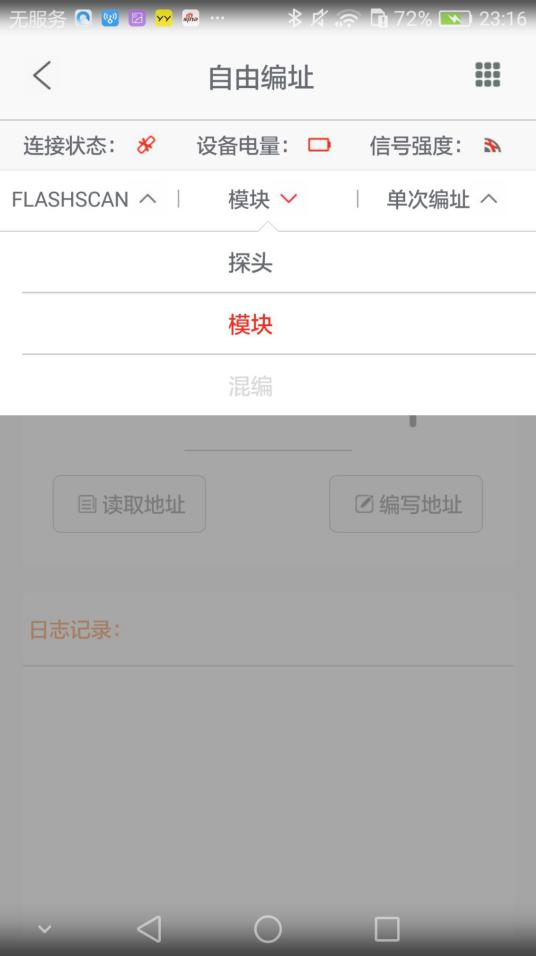 无服务 ··· 72% 23:16
自由编址
连接状态： 设备电量： 信号强度：
FLASHSCAN 模块 单次编址
探头
模块
混编
读取地址 编写地址
日志记录：